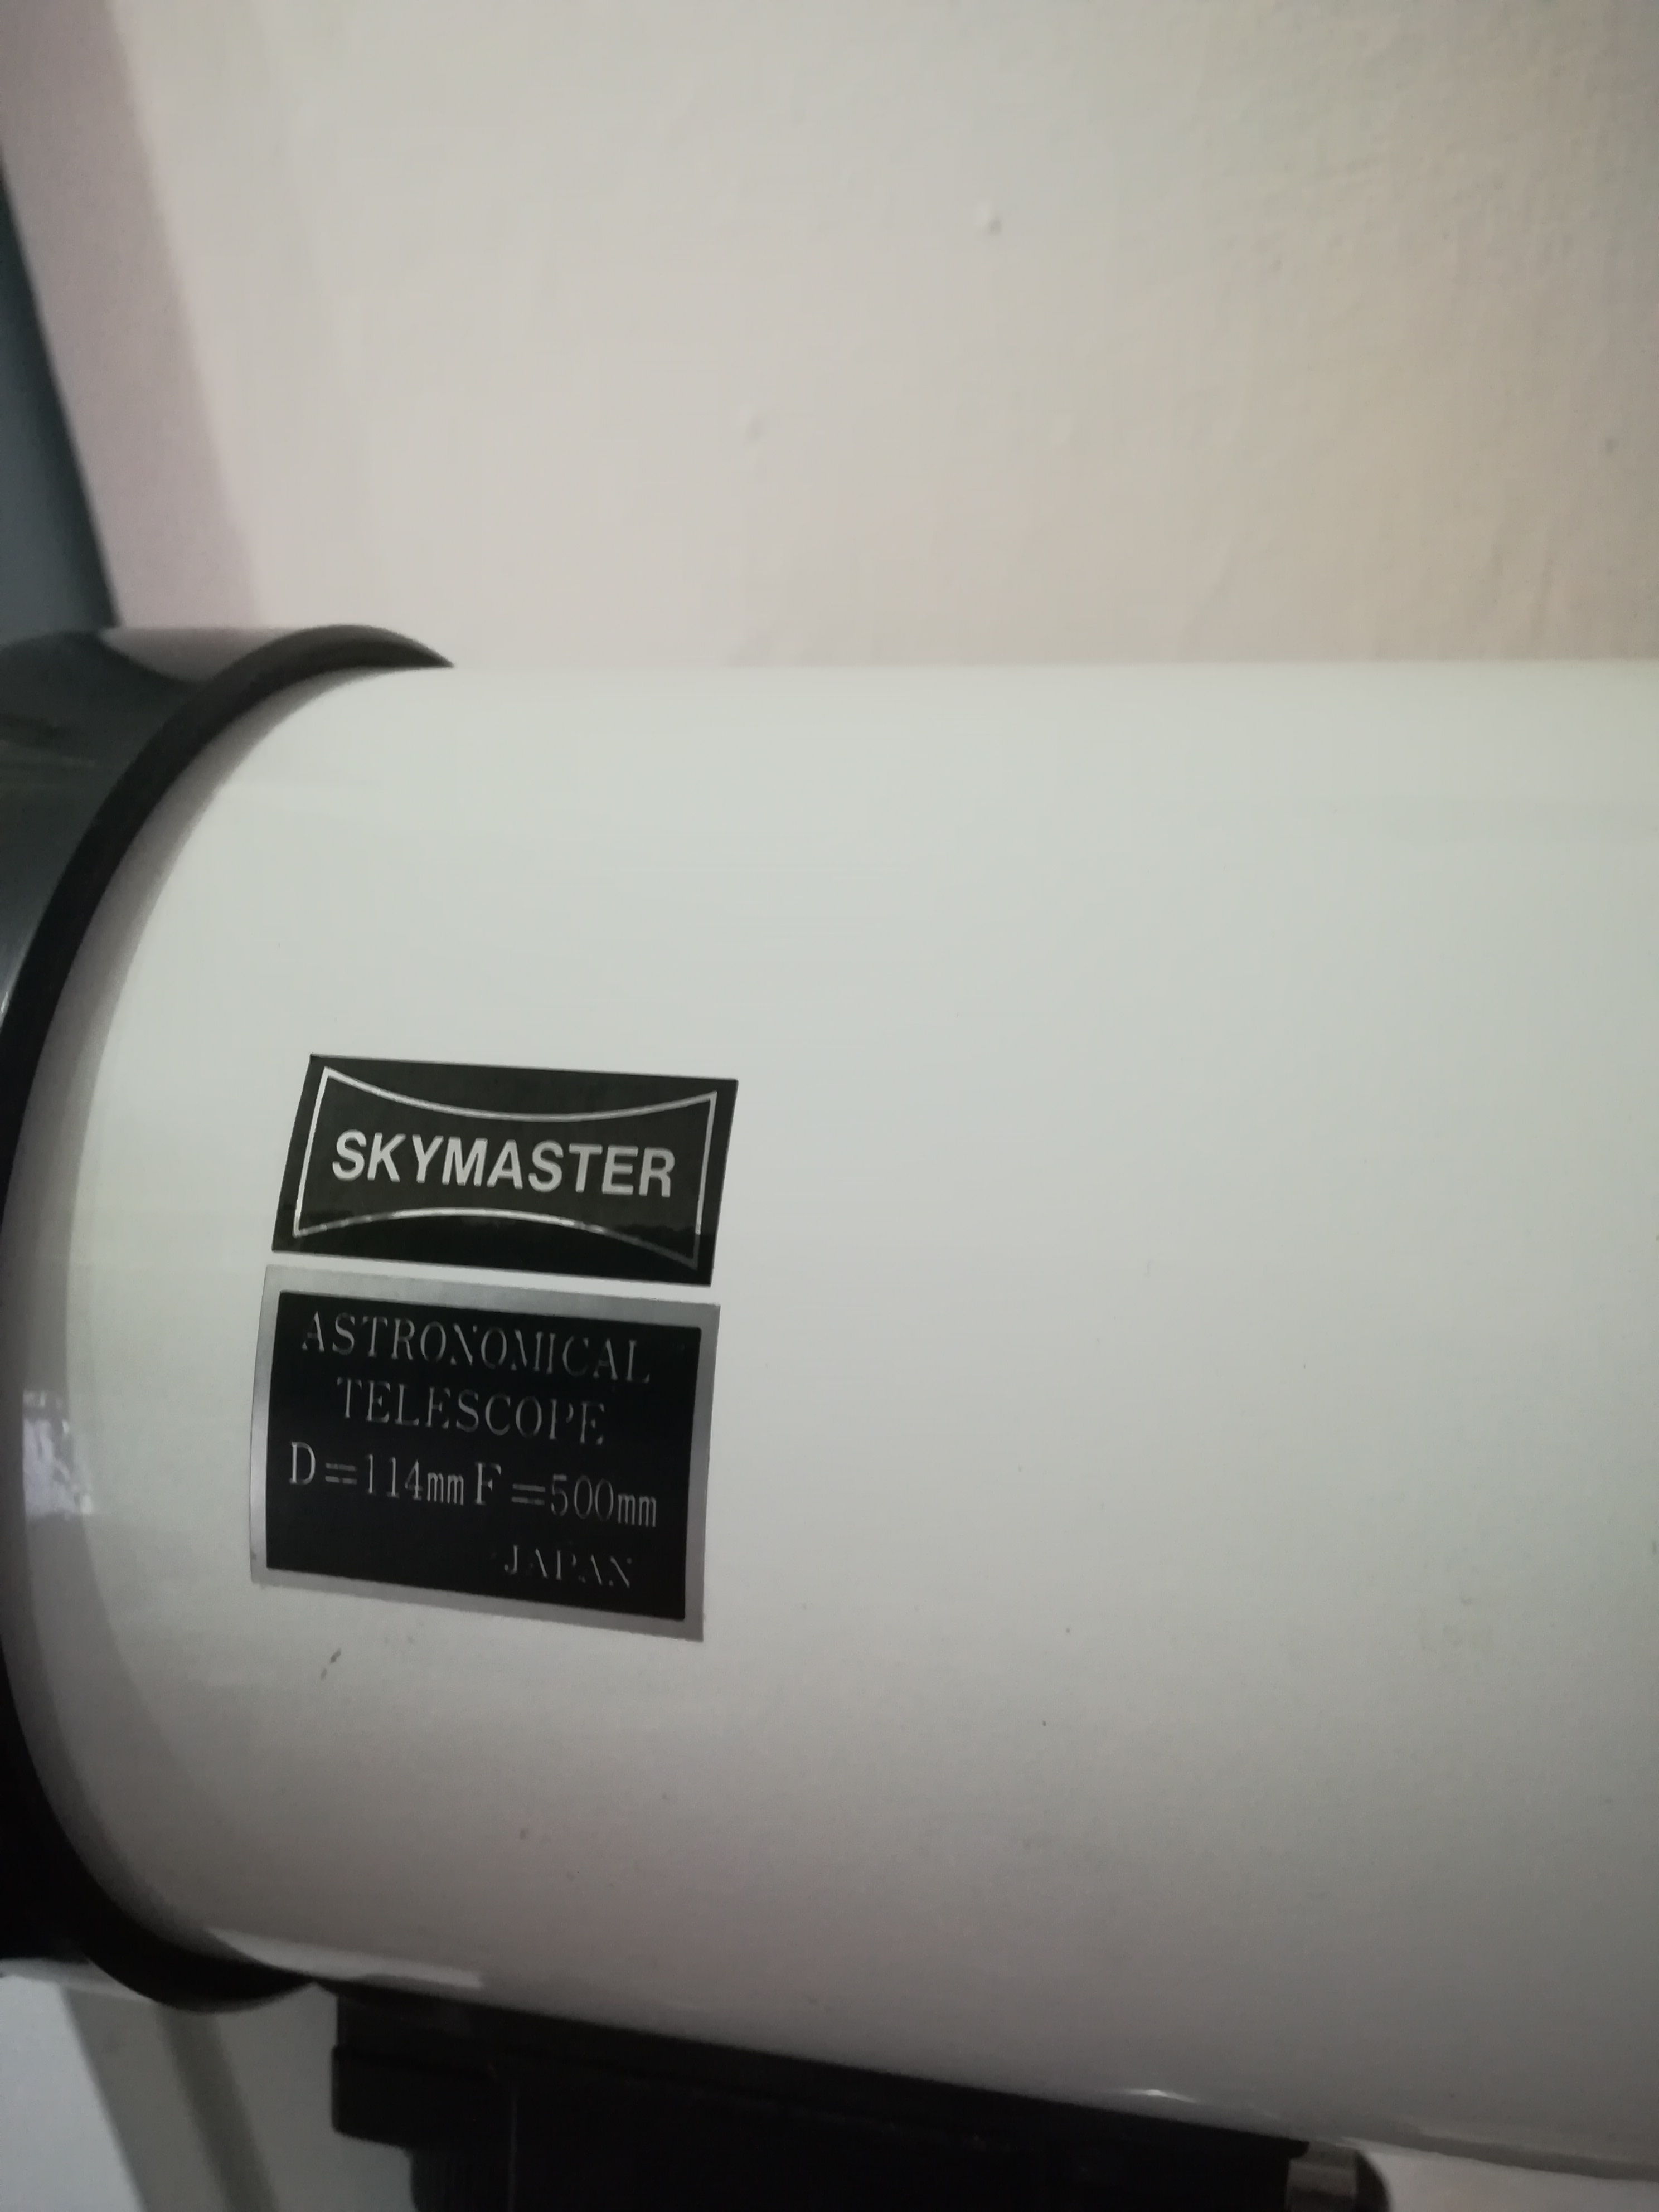 SKYMASTER
ASTRONOMICAL
TELESCOPE
D=114mm F=500mm
JAPAN